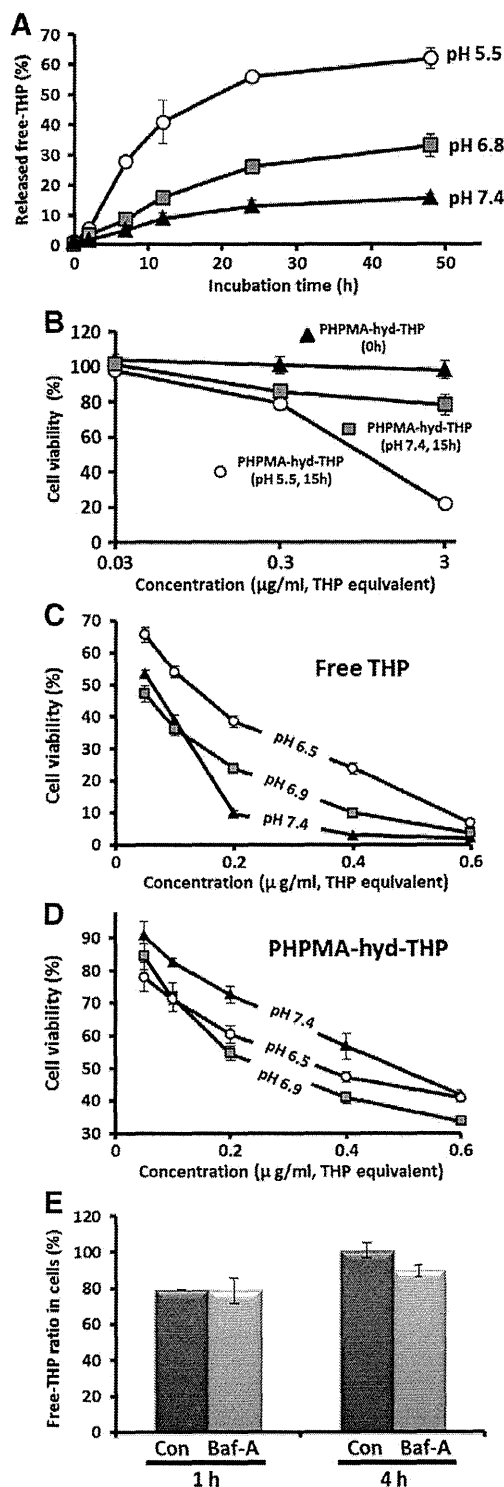 A
Released free-THP (%)
70
60
50
40
30
20
10
0
0 10 20 30 40 50
Incubation time (h)
pH 5.5
pH 6.8
pH 7.4
B
Cell viability (%)
120
100
80
60
40
20
0
0.03 0.3 3
Concentration (µg/ml, THP equivalent)
PHPMA-hyd-THP
(0h)
PHPMA-hyd-THP
(pH 7.4, 15h)
PHPMA-hyd-THP
(pH 5.5, 15h)
C
Cell viability (%)
70
60
50
40
30
20
10
0
0 0.2 0.4 0.6
Concentration (µ g/ml, THP equivalent)
Free THP
pH 6.5
pH 6.9
pH 7.4
D
Cell viability (%)
90
80
70
60
50
40
30
0 0.2 0.4 0.6
Concentration (µ g/ml, THP equivalent)
PHPMA-hyd-THP
pH 7.4
pH 6.5
pH 6.9
E
Free-THP ratio in cells (%)
120
100
80
60
40
20
0
Con Baf-A Con Baf-A
1 h 4 h